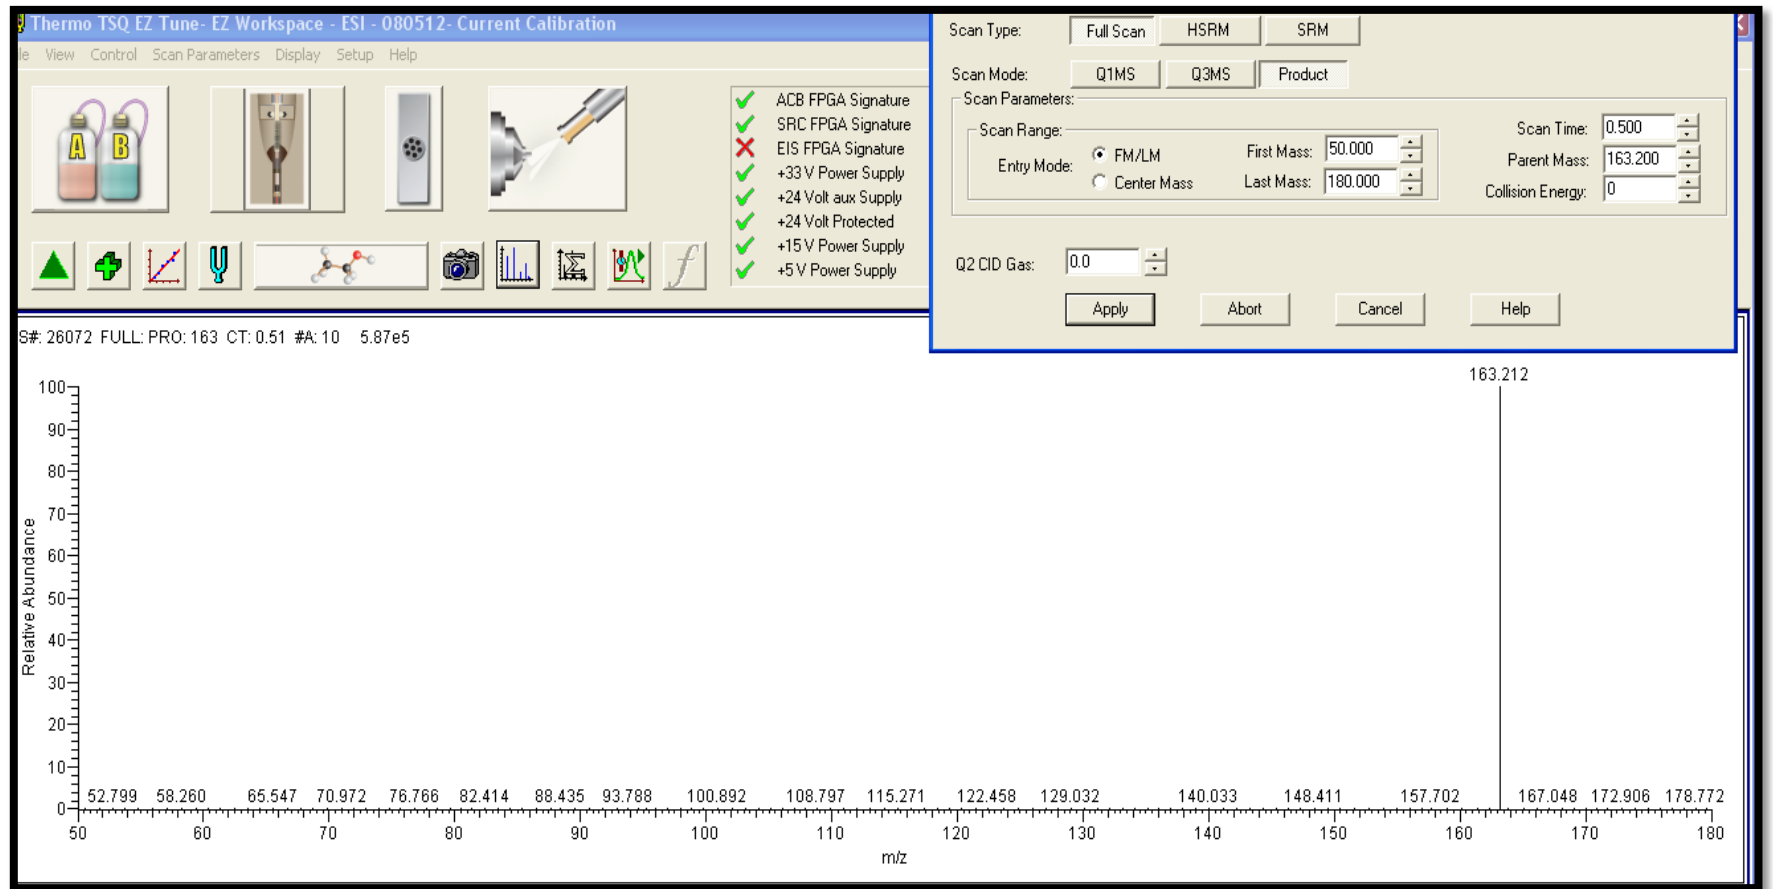 Thermo TSQ EZ Tune- EZ Workspace - ESI - 080512- Current Calibration
View Control Scan Parameters Display Setup Help
A B
ACB FPGA Signature
SRC FPGA Signature
EIS FPGA Signature
+33 V Power Supply
+24 Volt aux Supply
+24 Volt Protected
+15 V Power Supply
+5 V Power Supply
Scan Type: Full Scan HSRM SRM
Scan Mode: Q1MS Q3MS Product
Scan Parameters:
Scan Range:
Entry Mode: FM/LM
Center Mass
First Mass: 50.000
Last Mass: 180.000
Scan Time: 0.500
Parent Mass: 163.200
Collision Energy: 0
Q2 CID Gas: 0.0
Apply Abort Cancel Help
S#: 26072 FULL: PRO: 163 CT: 0.51 #A: 10 5.87e5
163.212
100
90
80
70
60
50
40
30
20
10
0
Relative Abundance
52.799 58.260 65.547 70.972 76.766 82.414 88.435 93.788 100.892 108.797 115.271 122.458 129.032 140.033 148.411 157.702 167.048 172.906 178.772
50 60 70 80 90 100 110 120 130 140 150 160 170 180
m/z